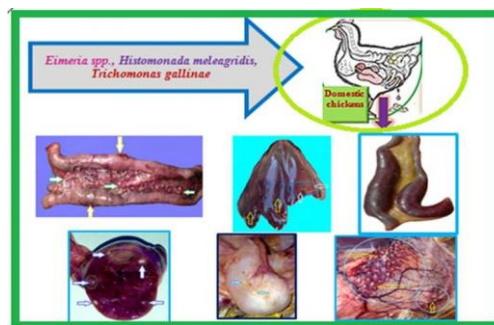 Eimeria spp., Histomonada meleagridis,
Trichomonas gallinae
Domestic
chickens